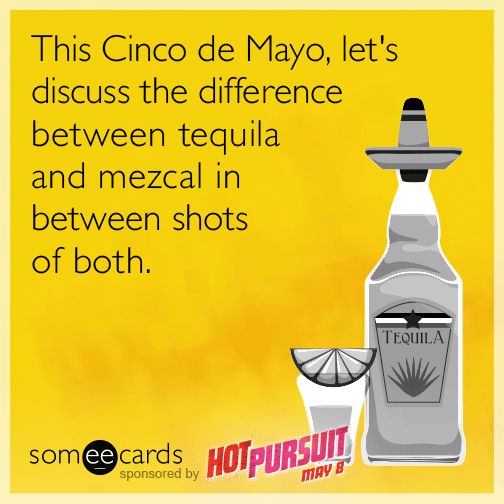 This Cinco de Mayo, let's
discuss the difference
between tequila
and mezcal in
between shots
of both.
TEQUILA
someecards
sponsored by
HOT PURSUIT
MAY 8